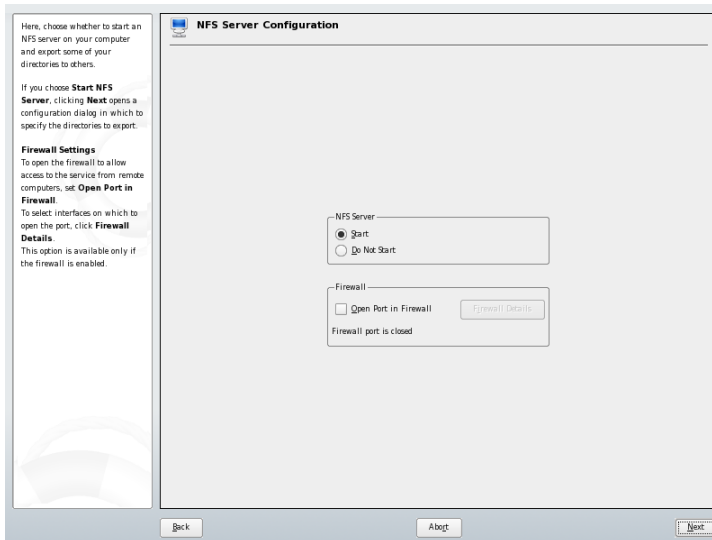 Here, choose whether to start an
NFS server on your computer
and export some of your
directories to others.
If you choose Start NFS
Server, clicking Next opens a
configuration dialog in which to
specify the directories to export.
Firewall Settings
To open the firewall to allow
access to the service from remote
computers, set Open Port in
Firewall.
To select interfaces on which to
open the port, click Firewall
Details.
This option is available only if
the firewall is enabled.
NFS Server Configuration
NFS Server
Start
Do Not Start
Firewall
Open Port in Firewall
Firewall Details
Firewall port is closed
Back
Abort
Next